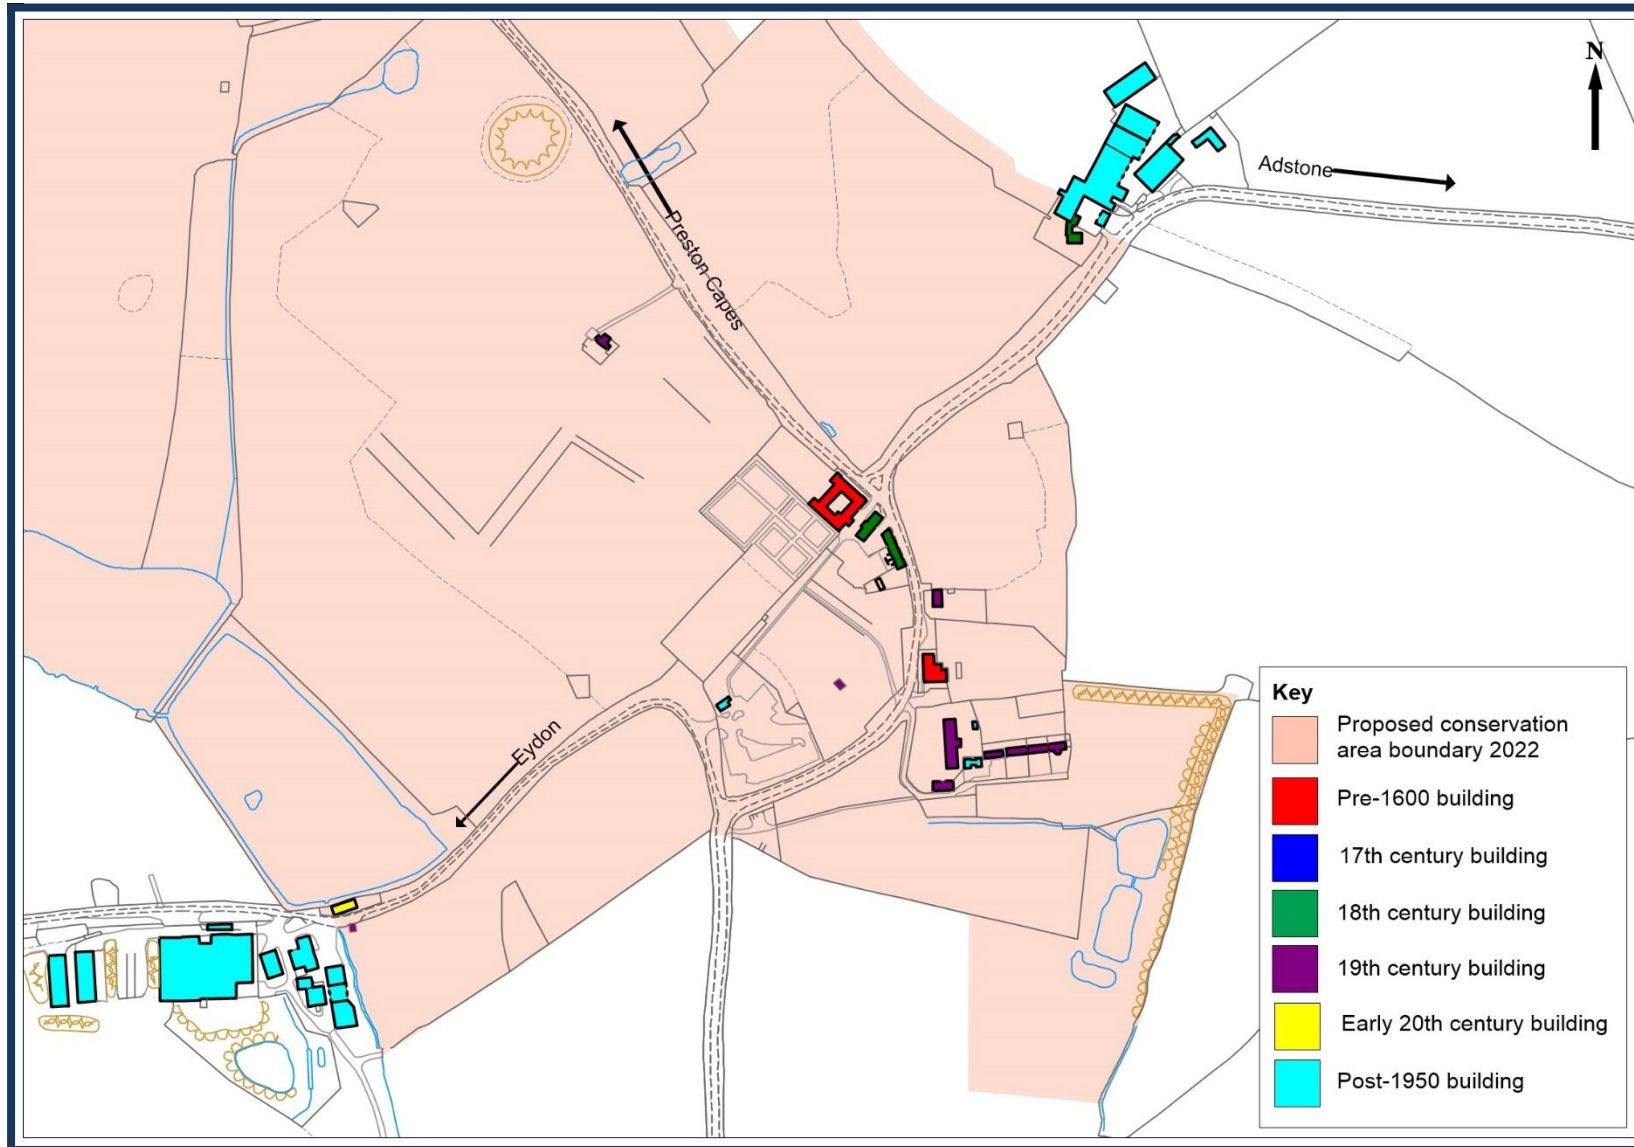 N
Adstone
Preston Capes
Eydon
Key
Proposed conservation
area boundary 2022
Pre-1600 building
17th century building
18th century building
19th century building
Early 20th century building
Post-1950 building